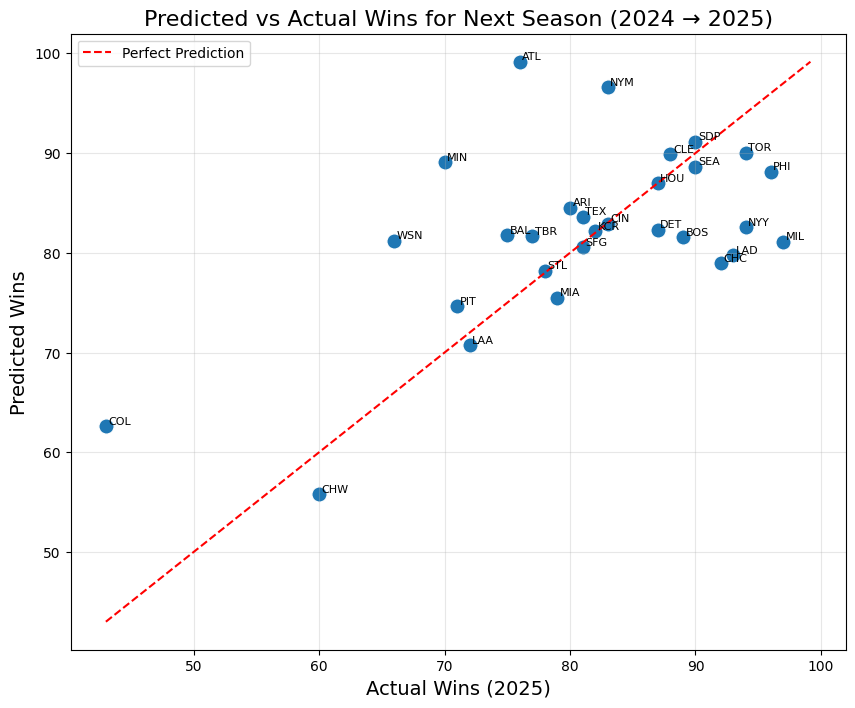 Predicted vs Actual Wins for Next Season (2024 → 2025)
Perfect Prediction
100
90
80
70
60
50
Predicted Wins
ATL
NYM
SDP
CLE
TOR
MIN
SEA
PHI
HOU
ARI
TEX
CIN
KCR
DET
NYY
WSN
BAL
TBR
BOS
MIL
SFG
LAD
CHC
STL
MIA
PIT
LAA
COL
CHW
50
60
70
80
90
100
Actual Wins (2025)